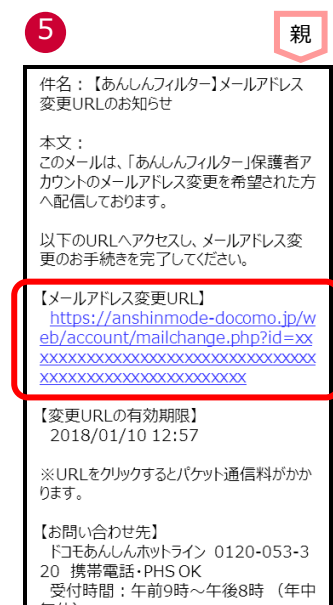 5
親
件名：【あんしんフィルター】メールアドレス
変更URLのお知らせ
本文：
このメールは、「あんしんフィルター」保護者ア
カウントのメールアドレス変更を希望された方
へ配信しております。
以下のURLへアクセスし、メールアドレス変
更のお手続きを完了してください。
【メールアドレス変更URL】
https://anshinmode-docomo.jp/w
eb/account/mailchange.php?id=xx
xxxxxxxxxxxxxxxxxxxxxxxxxxxxxx
xxxxxxxxxxxxxxxxxxxxxxx
【変更URLの有効期限】
2018/01/10 12:57
※URLをクリックするとパケット通信料がかか
ります。
【お問い合わせ先】
ドコモあんしんホットライン 0120-053-3
20 携帯電話・PHS OK
受付時間：午前9時～午後8時 （年中